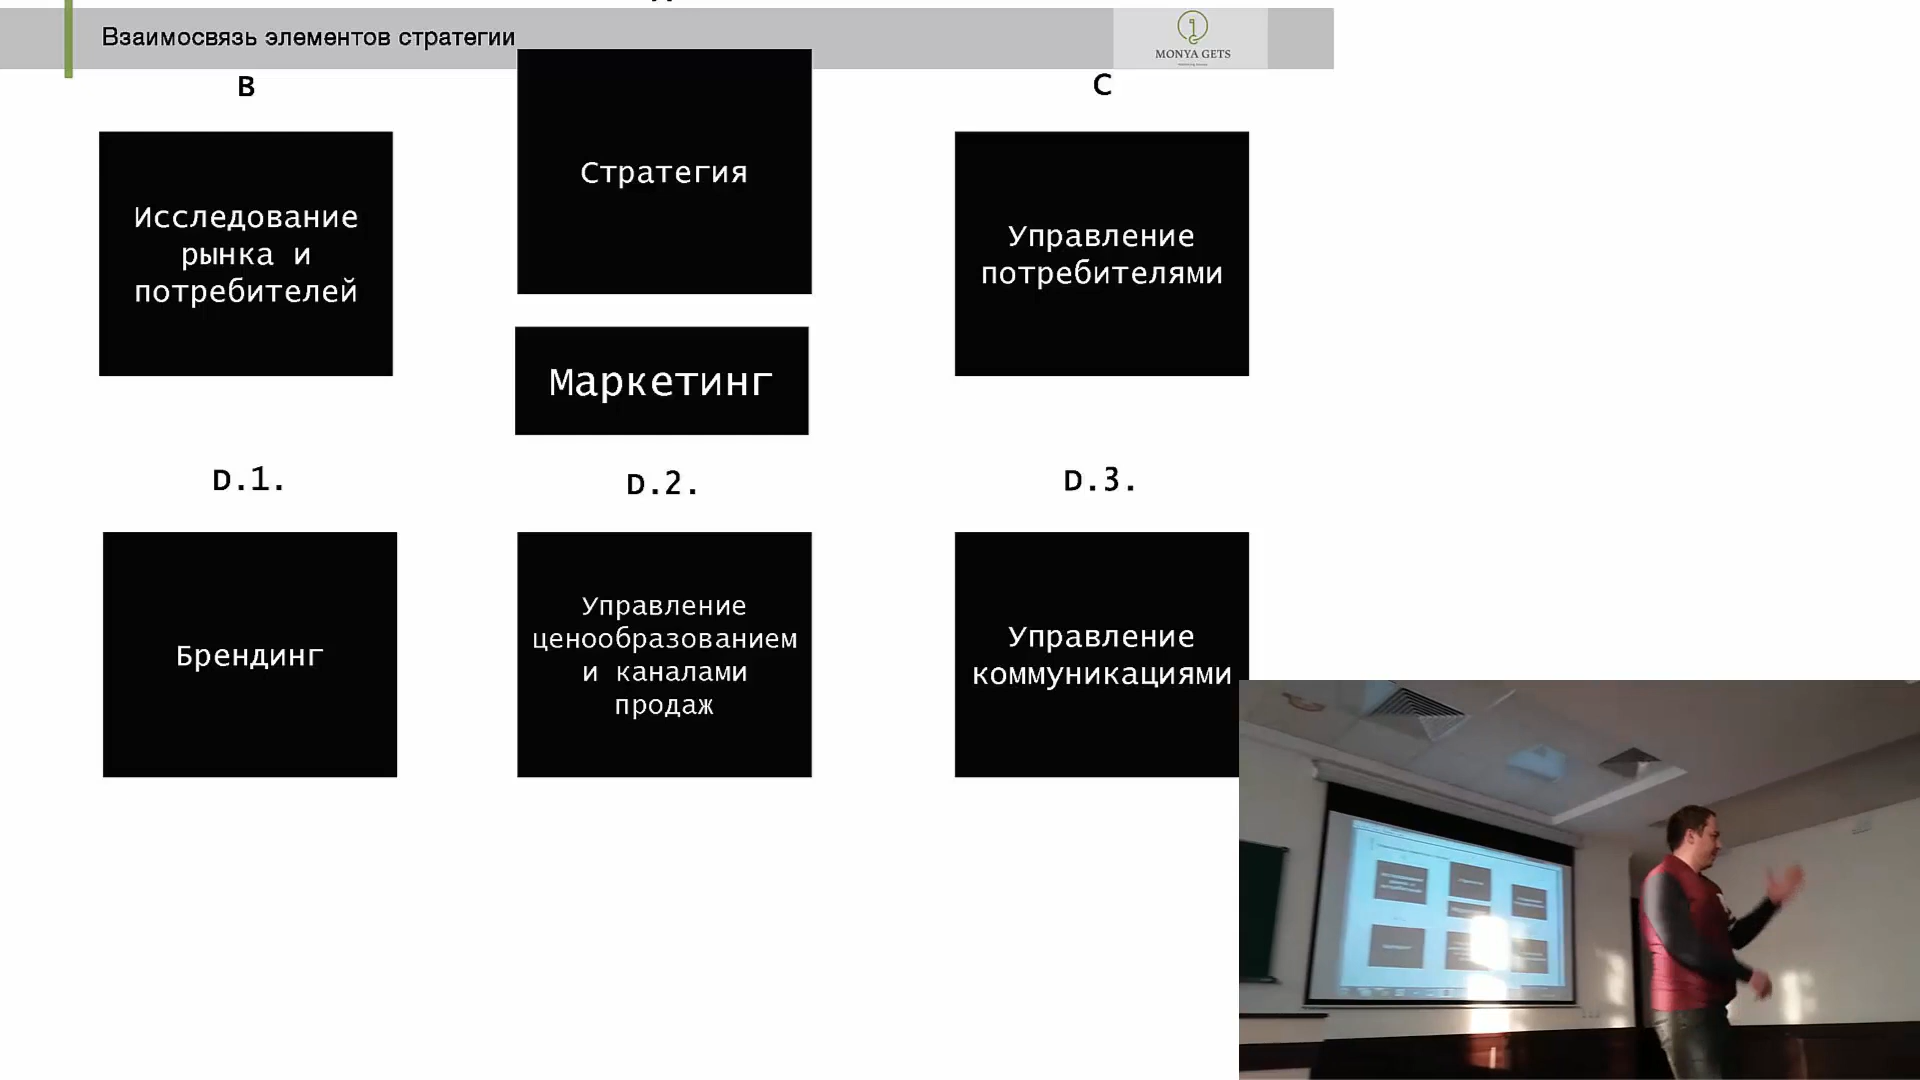 Взаимосвязь элементов стратегии
MONYA GETS
B
C
Исследование
рынка и
потребителей
Стратегия
Управление
потребителями
Маркетинг
D.1.
D.2.
D.3.
Брендинг
Управление
ценообразованием
и каналами
продаж
Управление
коммуникациями